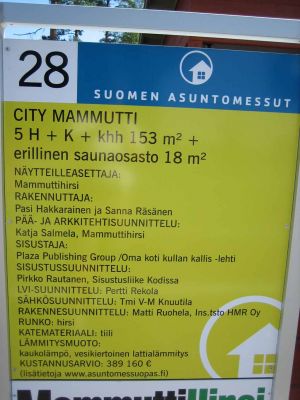 28
SUOMEN ASUNTOMESSUT
CITY MAMMUTTI
5 H + K + khh 153 m² +
erillinen saunaosasto 18 m²
NÄYTTEILLEASETTAJA:
Mammuttihirsi
RAKENNUTTAJA:
Pasi Hakkarainen ja Sanna Räsänen
PÄÄ- JA ARKKITEHTISUUNNITTELU:
Katja Salmela, Mammuttihirsi
SISUSTAJA:
Plaza Publishing Group /Oma koti kullan kallis -lehti
SISUSTUSSUUNNITTELU:
Pirkko Rautanen, Sisustusliike Kodissa
LVI-SUUNNITTELU: Pertti Rekola
SÄHKÖSUUNNITTELU: Tmi V-M Knuutila
RAKENNESUUNNITTELU: Matti Ruohela, Ins.tsto HMR Oy
RUNKO: hirsi
KATEMATERIAALI: tiili
LÄMMITYSMUOTO:
kaukolämpö, vesikiertoinen lattialämmitys
KUSTANNUSARVIO: 389 160 €
(lisätietoja www.asuntomessuopas.fi)
Mammuttihirsi